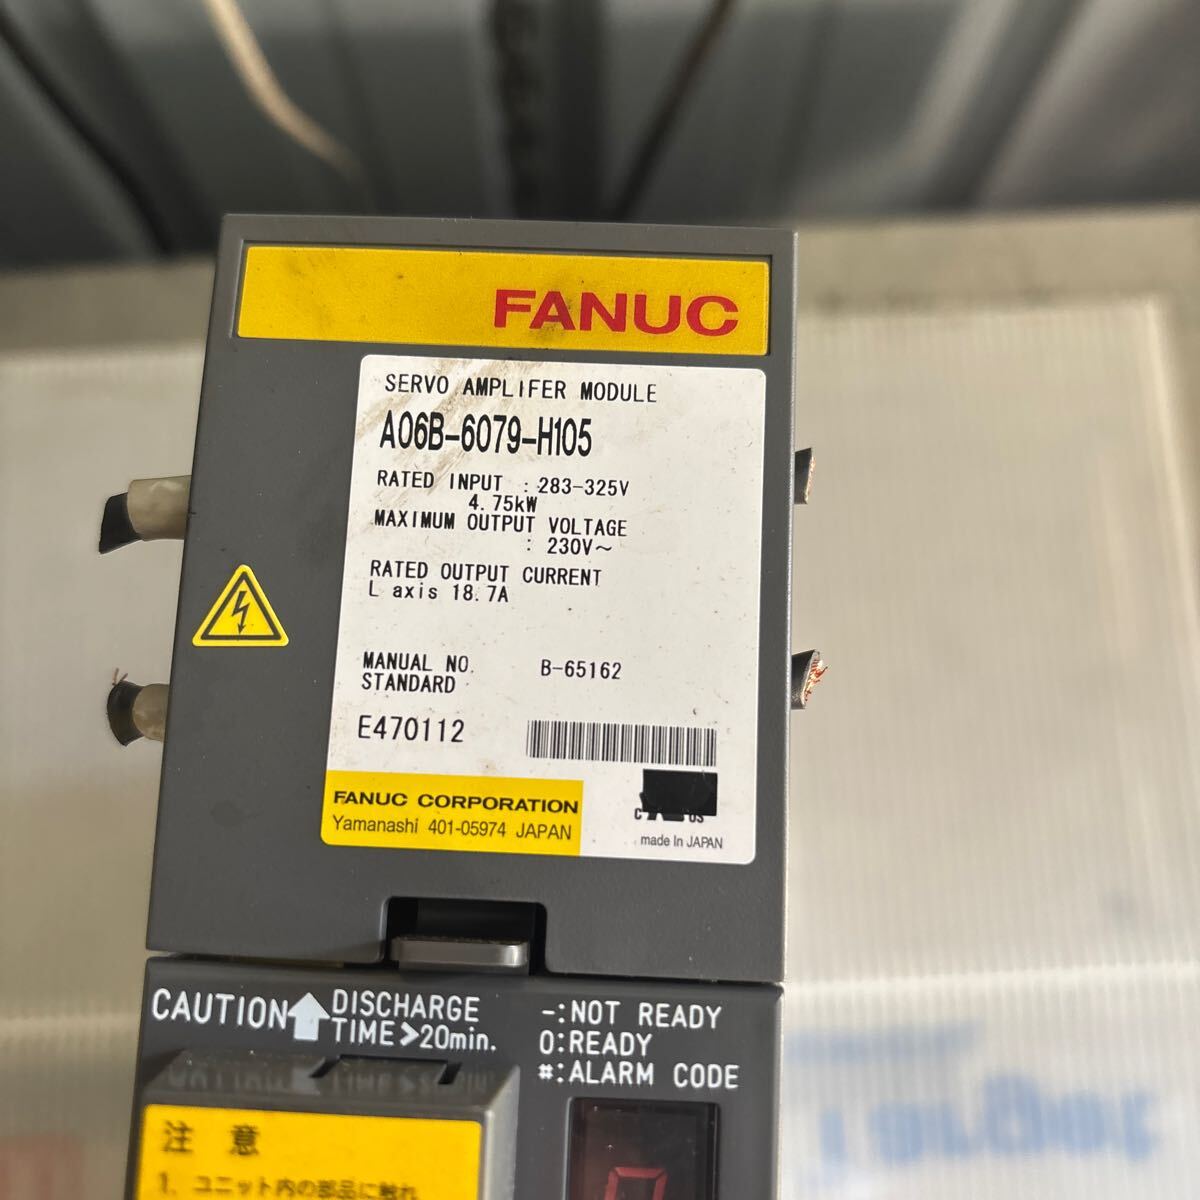 FANUC
SERVO AMPLIFER MODULE
A06B-6079-H105
RATED INPUT : 283-325V
4.75kW
MAXIMUM OUTPUT VOLTAGE
: 230V~
RATED OUTPUT CURRENT
L axis 18.7A
MANUAL NO. B-65162
STANDARD
E470112
FANUC CORPORATION
Yamanashi 401-05974 JAPAN
C US
made In JAPAN
CAUTION DISCHARGE
TIME>20min.
-:NOT READY
0:READY
#:ALARM CODE
注 意
1. ユニット内の部品に触れ